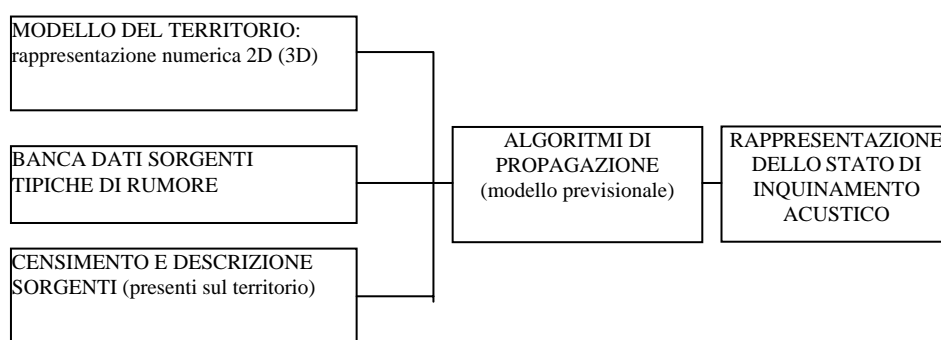 MODELLO DEL TERRITORIO:
rappresentazione numerica 2D (3D)
BANCA DATI SORGENTI
TIPICHE DI RUMORE
CENSIMENTO E DESCRIZIONE
SORGENTI (presenti sul territorio)
ALGORITMI DI
PROPAGAZIONE
(modello previsionale)
RAPPRESENTAZIONE
DELLO STATO DI
INQUINAMENTO
ACUSTICO